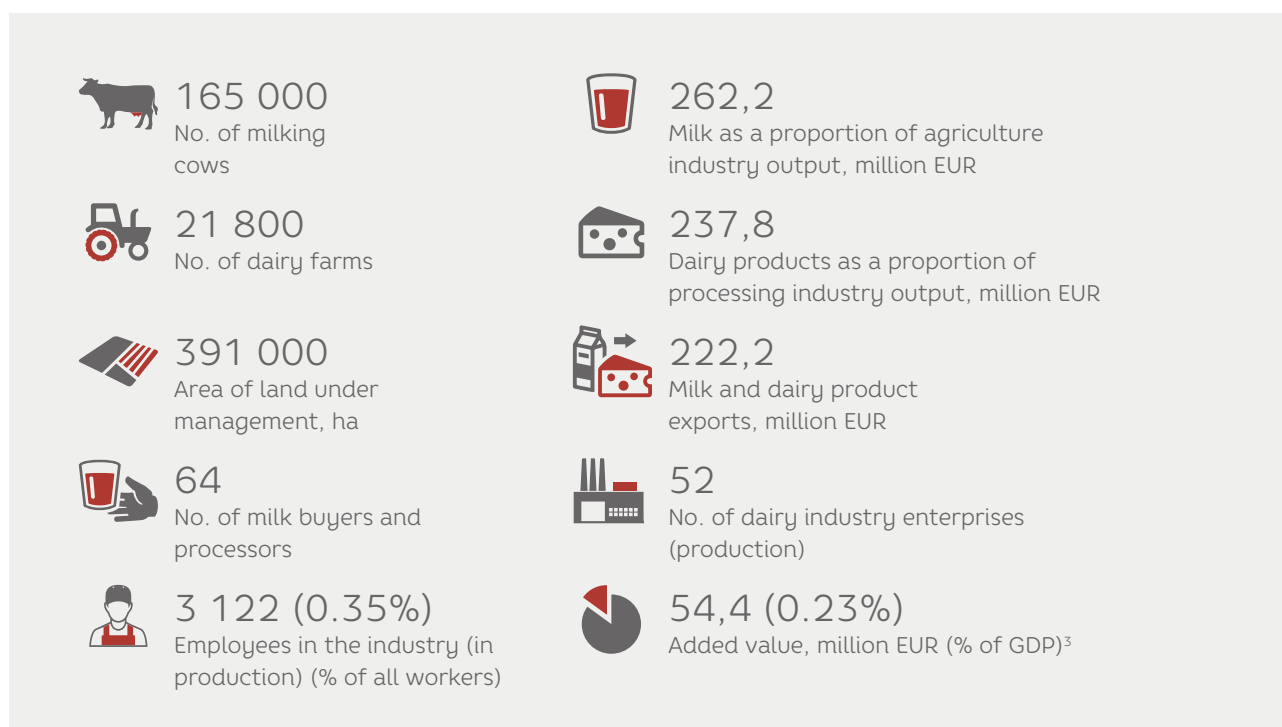 165 000
No. of milking
cows
21 800
No. of dairy farms
391 000
Area of land under
management, ha
64
No. of milk buyers and
processors
3 122 (0.35%)
Employees in the industry (in
production) (% of all workers)
262,2
Milk as a proportion of agriculture
industry output, million EUR
237,8
Dairy products as a proportion of
processing industry output, million EUR
222,2
Milk and dairy product
exports, million EUR
52
No. of dairy industry enterprises
(production)
54,4 (0.23%)
Added value, million EUR (% of GDP)³